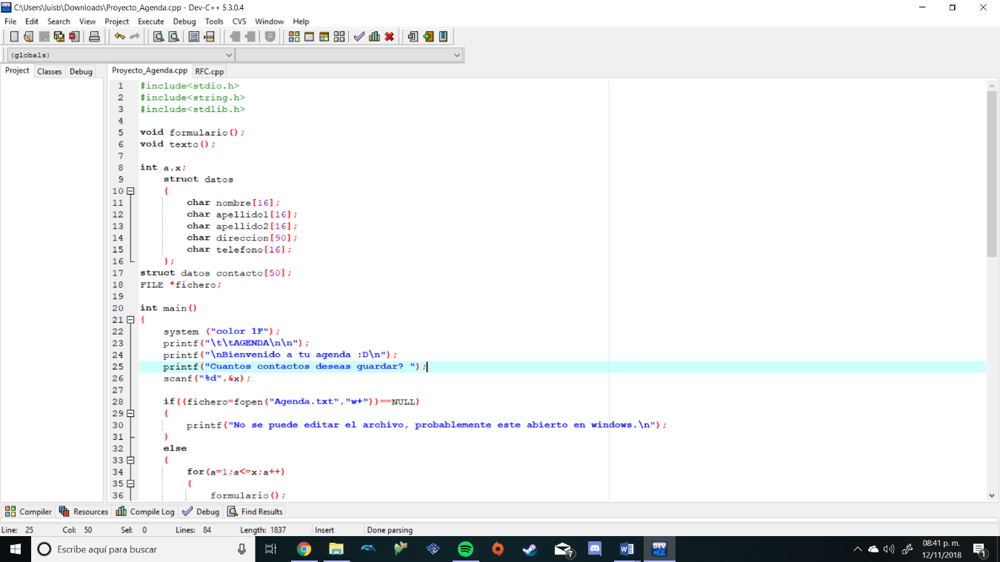 C:\Users\luisb\Downloads\Proyecto_Agenda.cpp - Dev-C++ 5.3.0.4
File Edit Search View Project Execute Debug Tools CVS Window Help
(globals)
Project Classes Debug Proyecto_Agenda.cpp RFC.cpp
1 #include<stdio.h>
2 #include<string.h>
3 #include<stdlib.h>
4
5 void formulario();
6 void texto();
7
8 int a,x;
9 struct datos
10 {
11 char nombre[16];
12 char apellido1[16];
13 char apellido2[16];
14 char direccion[90];
15 char telefono[16];
16 };
17 struct datos contacto[50];
18 FILE *fichero;
19
20 int main()
21 {
22 system ("color 1F");
23 printf("\t\tAGENDA\n\n");
24 printf("\nBienvenido a tu agenda :D\n");
25 printf("Cuantos contactos deseas guardar? ");
26 scanf("%d",&x);
27
28 if((fichero=fopen("Agenda.txt","w+"))==NULL)
29 {
30 printf("No se puede editar el archivo, probablemente este abierto en windows.\n");
31 }
32 else
33 {
34 for(a=1;a<=x;a++)
35 {
36 formulario();
Compiler Resources Compile Log Debug Find Results
Line: 25 Col: 50 Sel: 0 Lines: 84 Length: 1837 Insert Done parsing
Escribe aquí para buscar
7
DEV
08:41 p. m.
12/11/2018
1